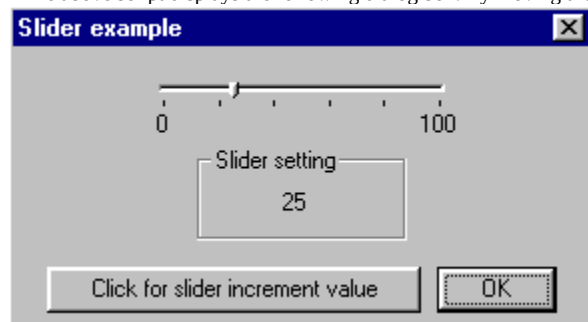 Slider example
0 100
Slider setting
25
Click for slider increment value OK